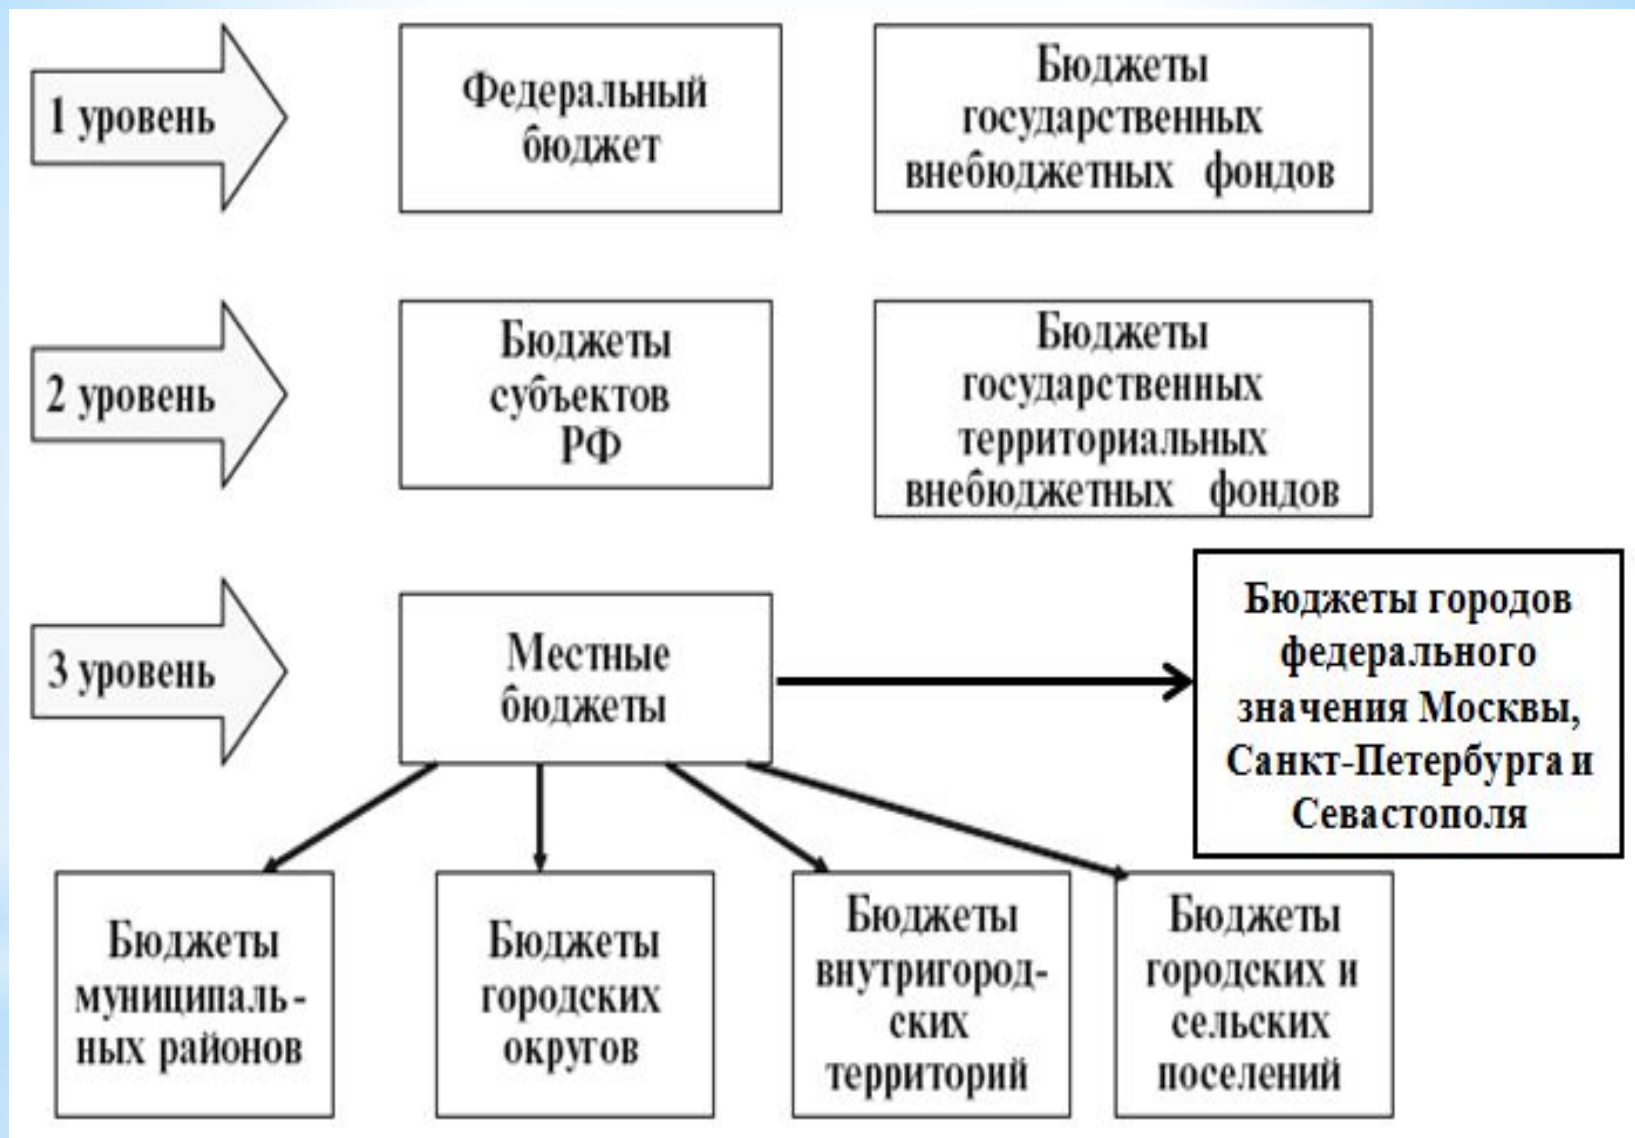 1 уровень
Федеральный
бюджет
Бюджеты
государственных
внебюджетных фондов
2 уровень
Бюджеты
субъектов
РФ
Бюджеты
государственных
территориальных
внебюджетных фондов
3 уровень
Местные
бюджеты
Бюджеты городов
федерального
значения Москвы,
Санкт-Петербурга и
Севастополя
Бюджеты
муниципаль-
ных районов
Бюджеты
городских
округов
Бюджеты
внутригород-
ских
территорий
Бюджеты
городских и
сельских
поселений